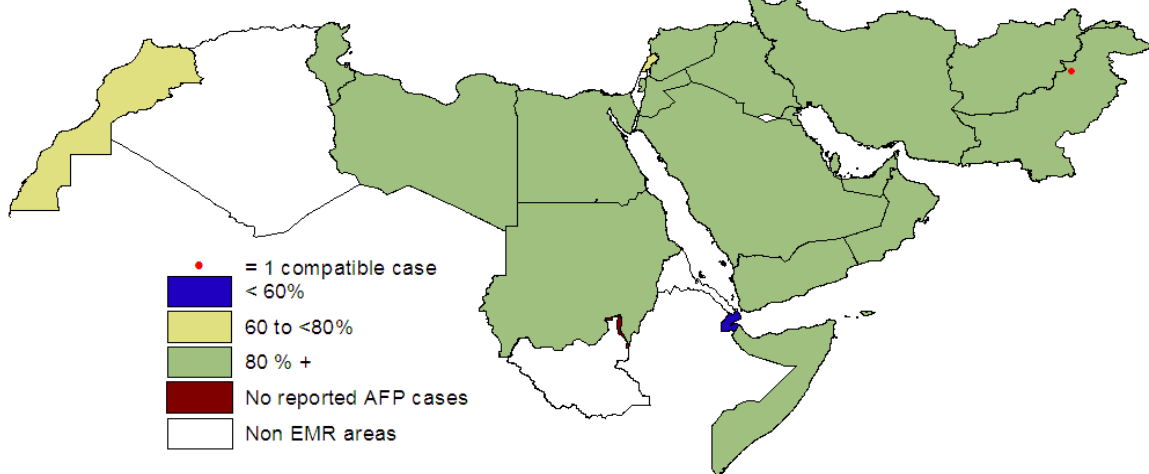 = 1 compatible case
< 60%
60 to <80%
80 % +
No reported AFP cases
Non EMR areas